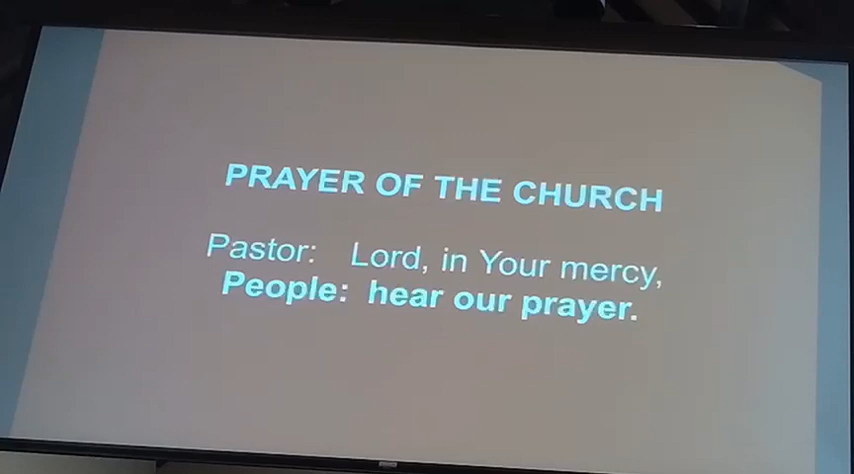 PRAYER OF THE CHURCH
Pastor: Lord, in Your mercy,
People: hear our prayer.